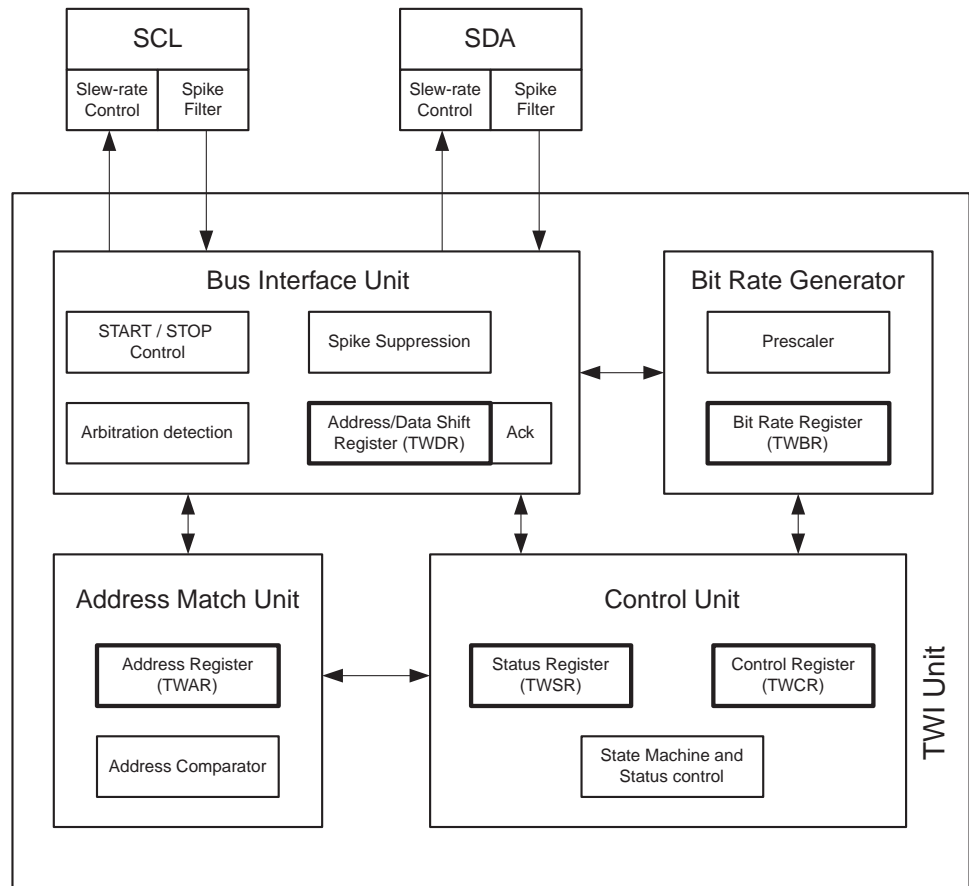 SCL
Slew-rate
Control
Spike
Filter
SDA
Slew-rate
Control
Spike
Filter
Bus Interface Unit
START / STOP
Control
Spike Suppression
Arbitration detection
Address/Data Shift
Register (TWDR)
Ack
Bit Rate Generator
Prescaler
Bit Rate Register
(TWBR)
Address Match Unit
Address Register
(TWAR)
Address Comparator
Control Unit
Status Register
(TWSR)
Control Register
(TWCR)
State Machine and
Status control
TWI Unit